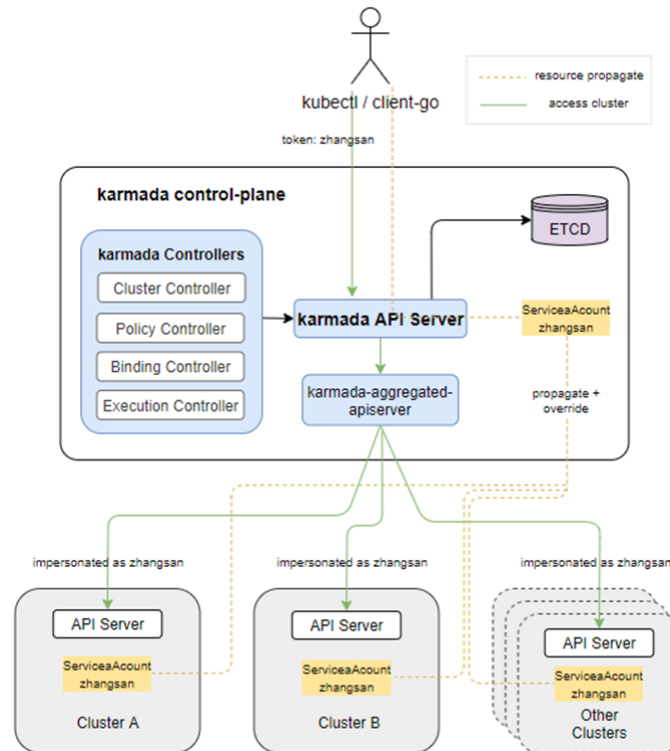 kubectl / client-go
resource propagate
access cluster
token: zhangsan
karmada control-plane
karmada Controllers
Cluster Controller
Policy Controller
Binding Controller
Execution Controller
ETCD
karmada API Server
ServiceaAcount
zhangsan
karmada-aggregated-
apiserver
propagate +
override
impersonated as zhangsan
impersonated as zhangsan
impersonated as zhangsan
API Server
ServiceaAcount
zhangsan
Cluster A
API Server
ServiceaAcount
zhangsan
Cluster B
API Server
ServiceaAcount
zhangsan
Other
Clusters